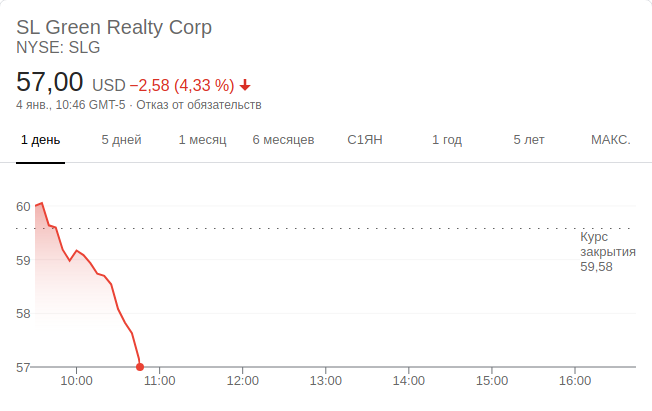 SL Green Realty Corp
NYSE: SLG
57,00 USD −2,58 (4,33 %)
4 янв., 10:46 GMT-5 · Отказ от обязательств
1 день 5 дней 1 месяц 6 месяцев С1ЯН 1 год 5 лет МАКС.
60
Курс
закрытия
59,58
59
58
57
10:00 11:00 12:00 13:00 14:00 15:00 16:00